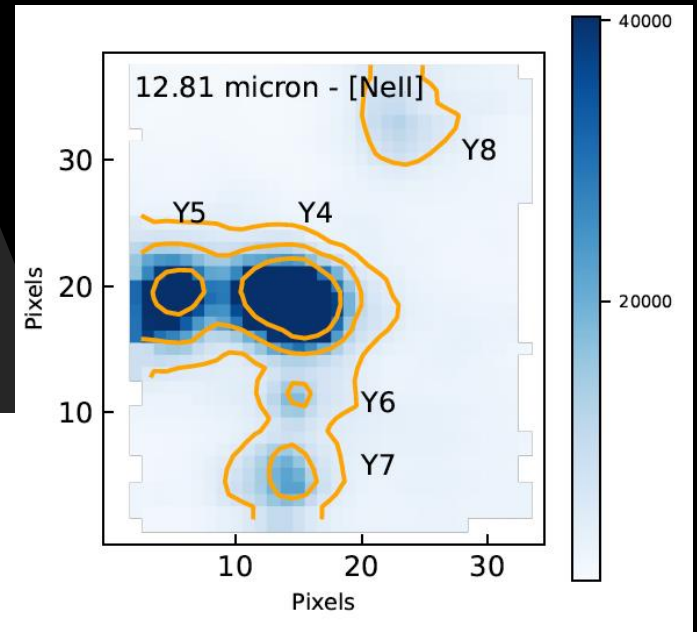 40000
12.81 micron - [NeII]
Y8
30
Y5
Y4
20
20000
Y6
10
Y7
10
20
30
Pixels
Pixels